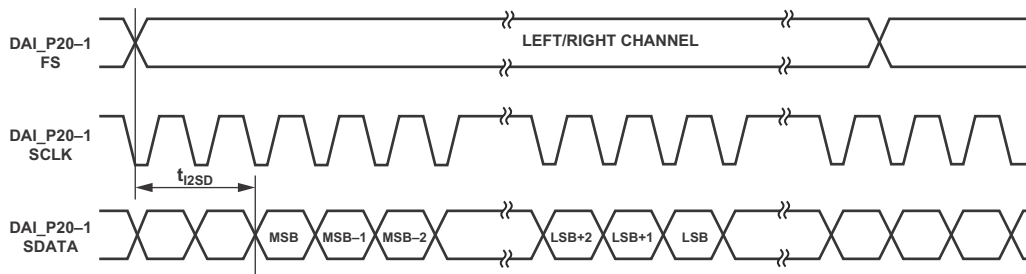 DAI_P20–1
FS
LEFT/RIGHT CHANNEL
DAI_P20–1
SCLK
tI2SD
DAI_P20–1
SDATA
MSB
MSB–1
MSB–2
LSB+2
LSB+1
LSB